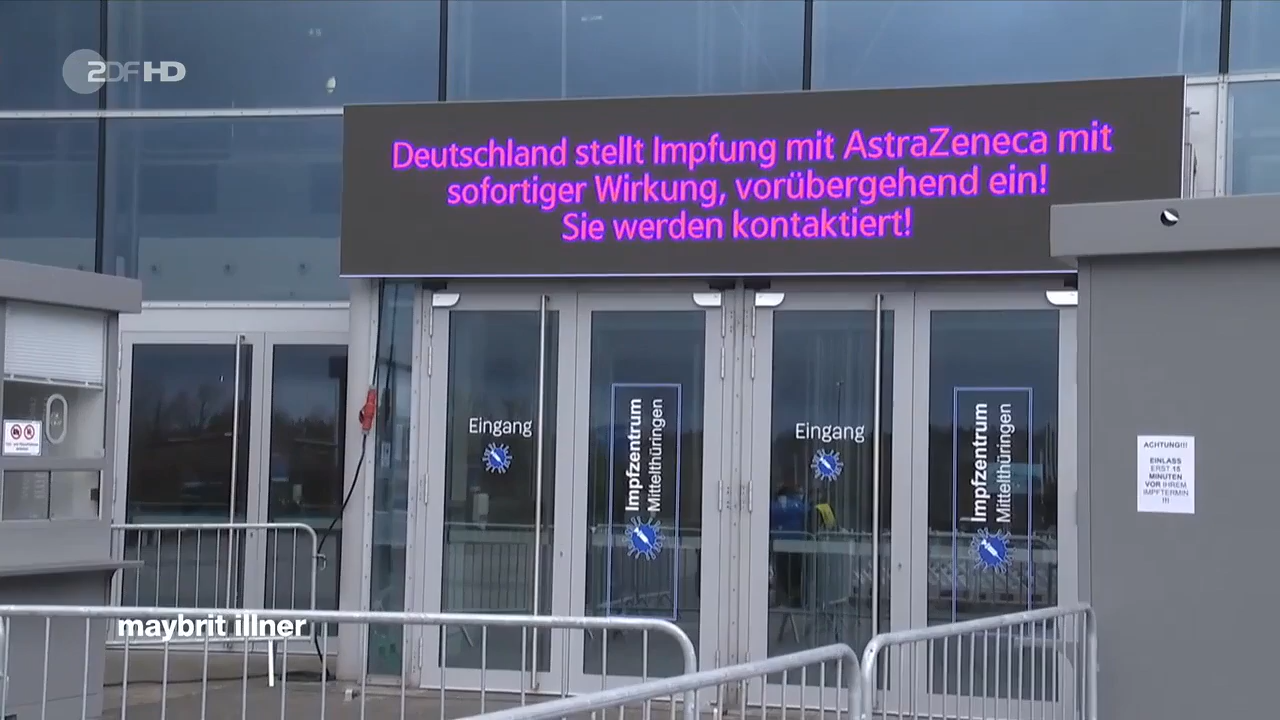 ZDF HD
Deutschland stellt Impfung mit AstraZeneca mit
sofortiger Wirkung, vorübergehend ein!
Sie werden kontaktiert!
Eingang
Impfzentrum
Mittelthüringen
Eingang
Impfzentrum
Mittelthüringen
ACHTUNG!!!
EINLASS
ERST 15
MINUTEN
VOR IHREM
IMPFTERMIN
!!!
maybrit illner